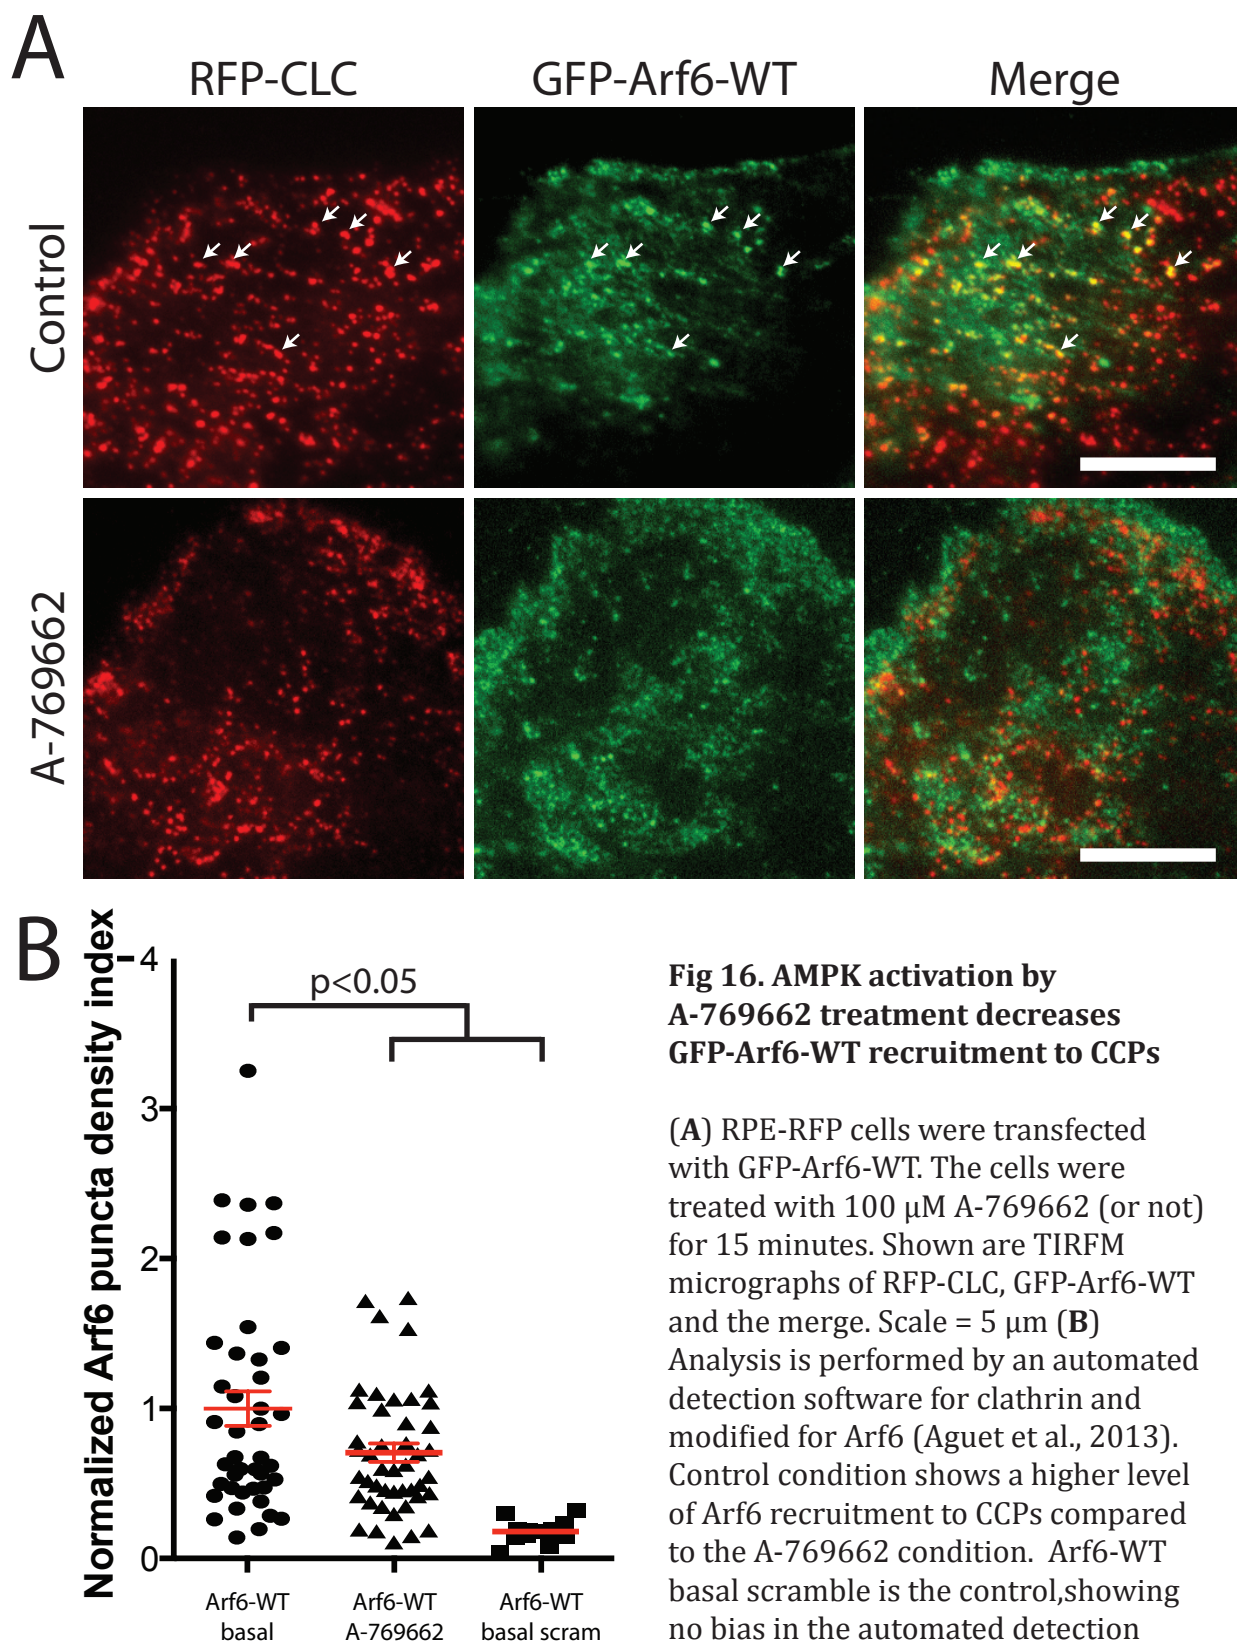 A
RFP-CLC
GFP-Arf6-WT
Merge
Control
A-769662
B
Normalized Arf6 puncta density index
4
3
2
1
0
p<0.05
Arf6-WT
basal
Arf6-WT
A-769662
Arf6-WT
basal scram
Fig 16. AMPK activation by
A-769662 treatment decreases
GFP-Arf6-WT recruitment to CCPs
(A) RPE-RFP cells were transfected
with GFP-Arf6-WT. The cells were
treated with 100 μM A-769662 (or not)
for 15 minutes. Shown are TIRFM
micrographs of RFP-CLC, GFP-Arf6-WT
and the merge. Scale = 5 μm (B)
Analysis is performed by an automated
detection software for clathrin and
modified for Arf6 (Aguet et al., 2013).
Control condition shows a higher level
of Arf6 recruitment to CCPs compared
to the A-769662 condition.  Arf6-WT
basal scramble is the control,showing
no bias in the automated detection